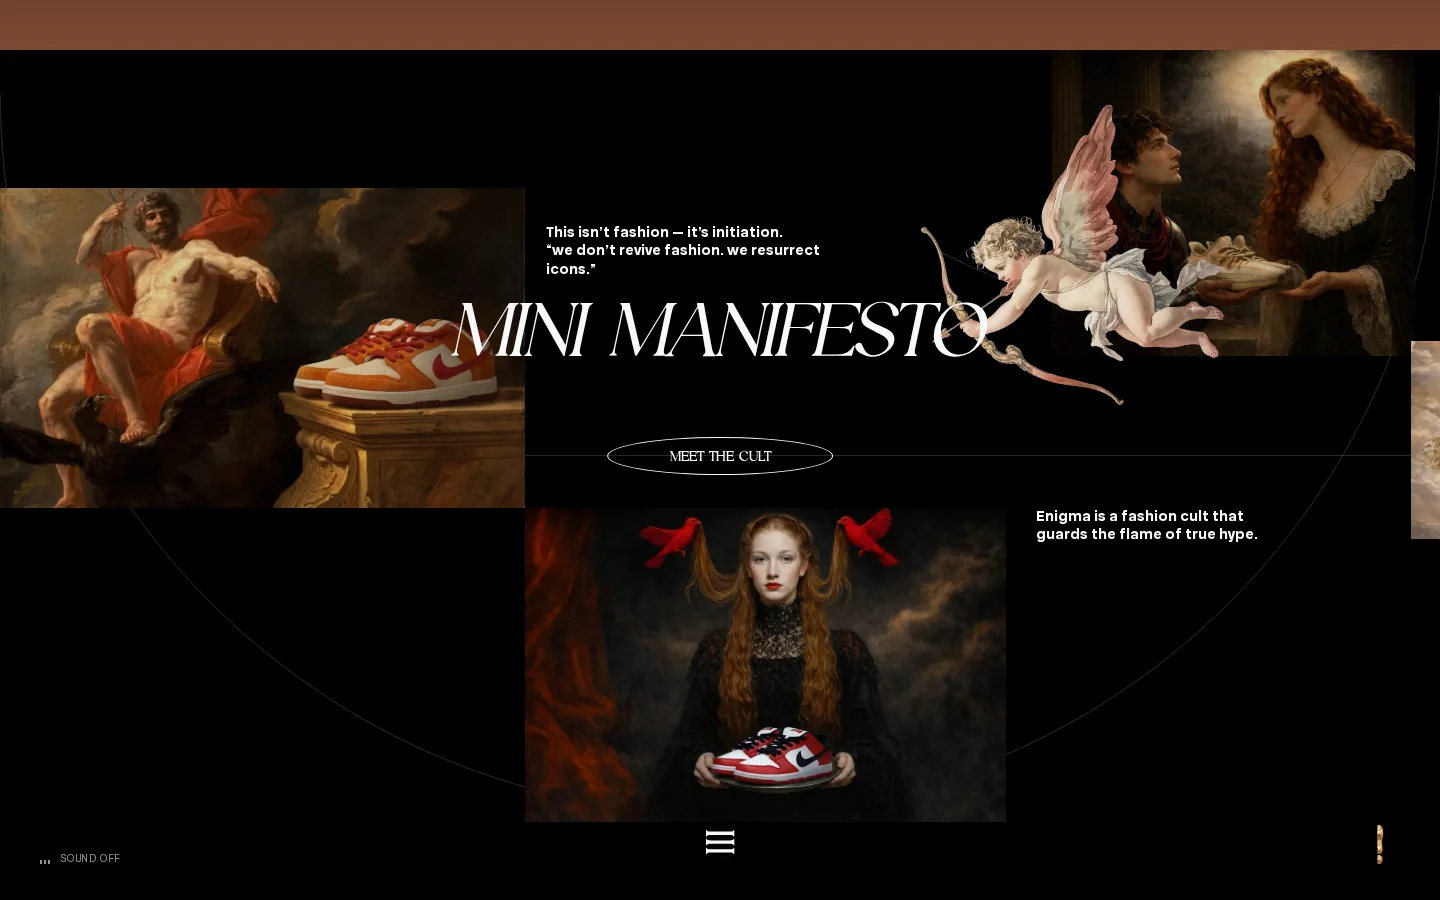 This isn’t fashion — it’s initiation.
“we don’t revive fashion. we resurrect
icons.”
MINI MANIFESTO
MEET THE CULT
Enigma is a fashion cult that
guards the flame of true hype.
SOUND OFF